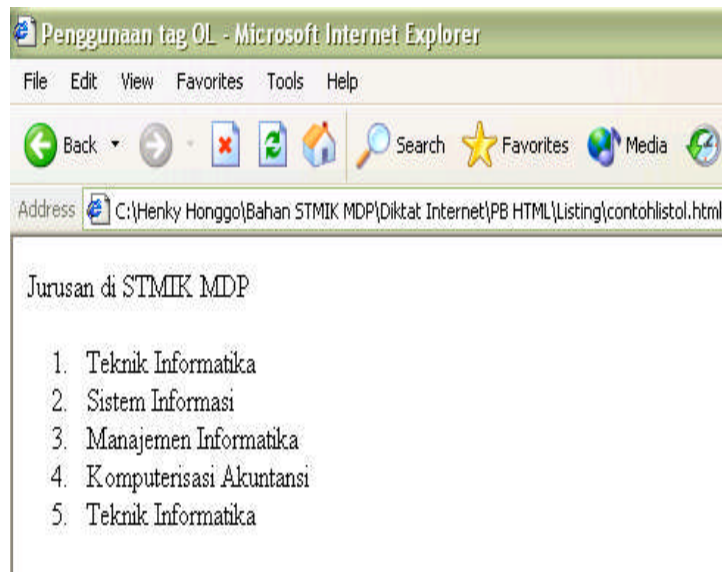 Penggunaan tag OL - Microsoft Internet Explorer
File Edit View Favorites Tools Help
Back Search Favorites Media
Address C:\Henky Honggo\Bahan STMIK MDP\Diktat Internet\PB HTML\Listing\contohlistol.html
Jurusan di STMIK MDP
1. Teknik Informatika
2. Sistem Informasi
3. Manajemen Informatika
4. Komputerisasi Akuntansi
5. Teknik Informatika